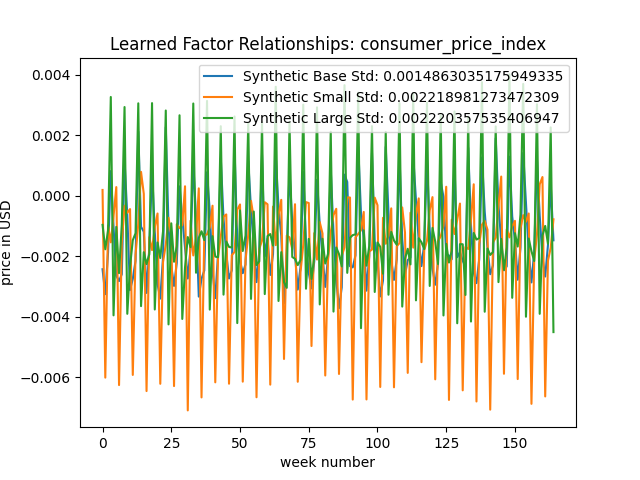 Learned Factor Relationships: consumer_price_index
Synthetic Base Std: 0.0014863035175949335
Synthetic Small Std: 0.002218981273472309
Synthetic Large Std: 0.002220357535406947
0.004
0.002
0.000
−0.002
−0.004
−0.006
price in USD
0 25 50 75 100 125 150
week number